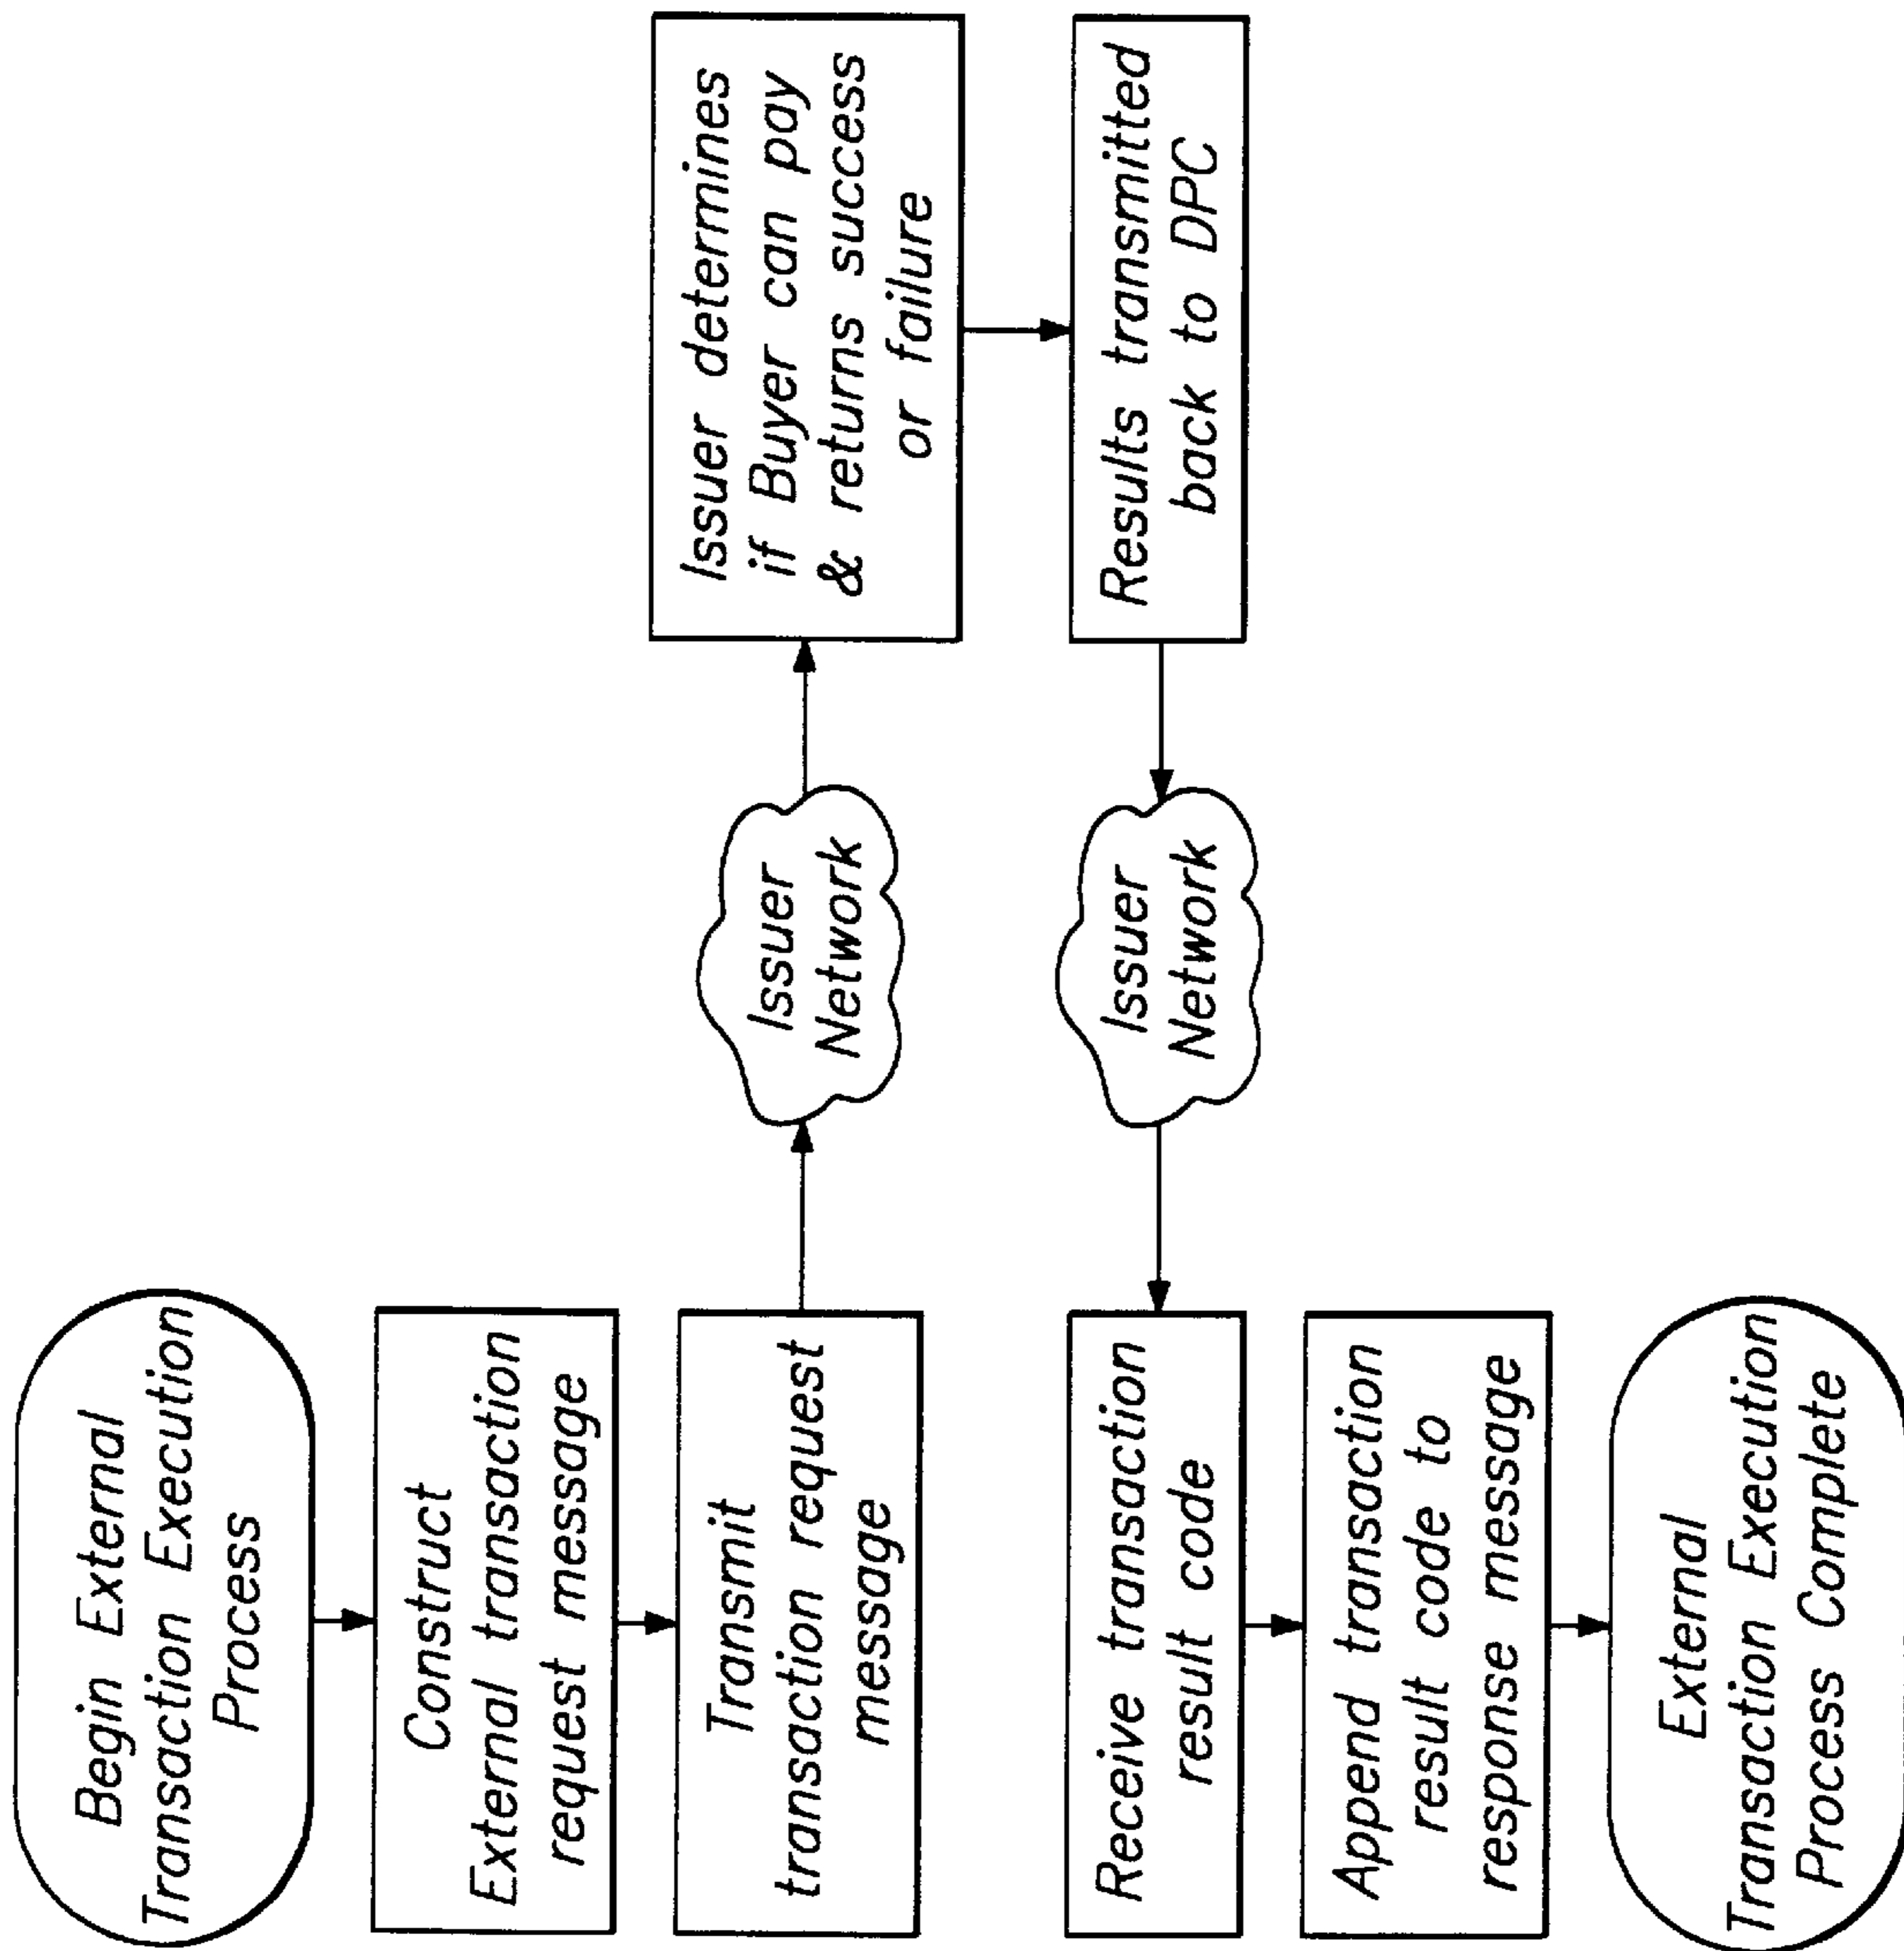 Begin External
Transaction Execution
Process
Construct
External transaction
request message
Transmit
transaction request
message
Issuer
Network
Issuer determines
if Buyer can pay
& returns success
or failure
Results transmitted
back to DPC
Issuer
Network
Receive transaction
result code
Append transaction
result code to
response message
External
Transaction Execution
Process Complete